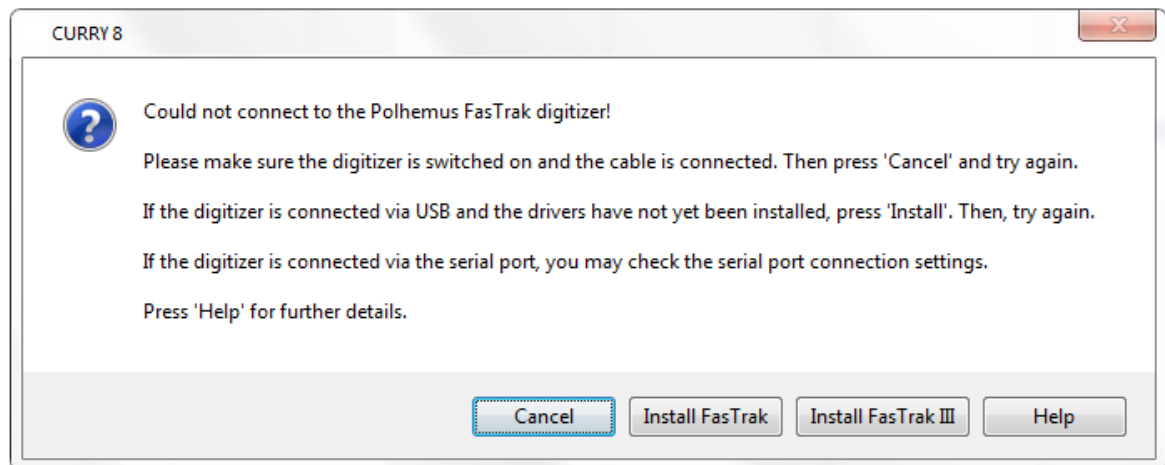 CURRY 8
Could not connect to the Polhemus FasTrak digitizer!
Please make sure the digitizer is switched on and the cable is connected. Then press 'Cancel' and try again.
If the digitizer is connected via USB and the drivers have not yet been installed, press 'Install'. Then, try again.
If the digitizer is connected via the serial port, you may check the serial port connection settings.
Press 'Help' for further details.
Cancel Install FasTrak Install FasTrak III Help